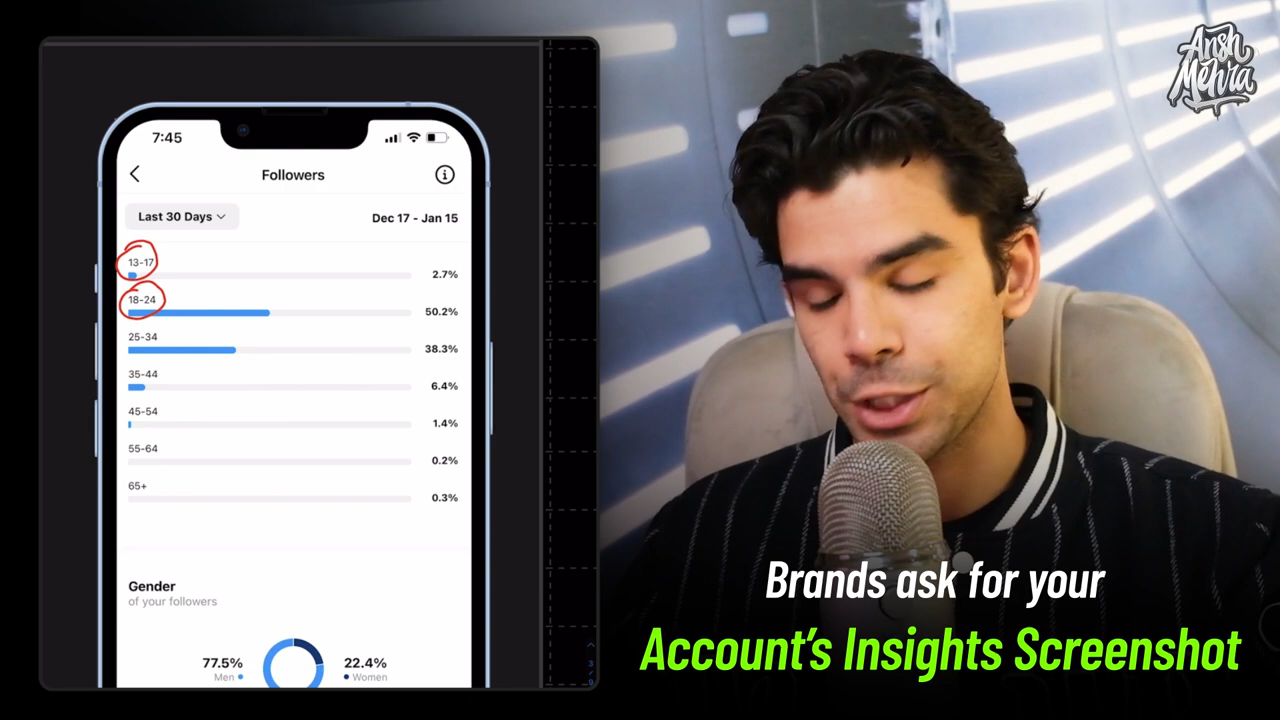 7:45
Followers
Last 30 Days
Dec 17 - Jan 15
13-17
2.7%
18-24
50.2%
25-34
38.3%
35-44
6.4%
45-54
1.4%
55-64
0.2%
65+
0.3%
Gender
of your followers
77.5%
Men
22.4%
Women
Ansh
Mehra
Brands ask for your
Account's Insights Screenshot